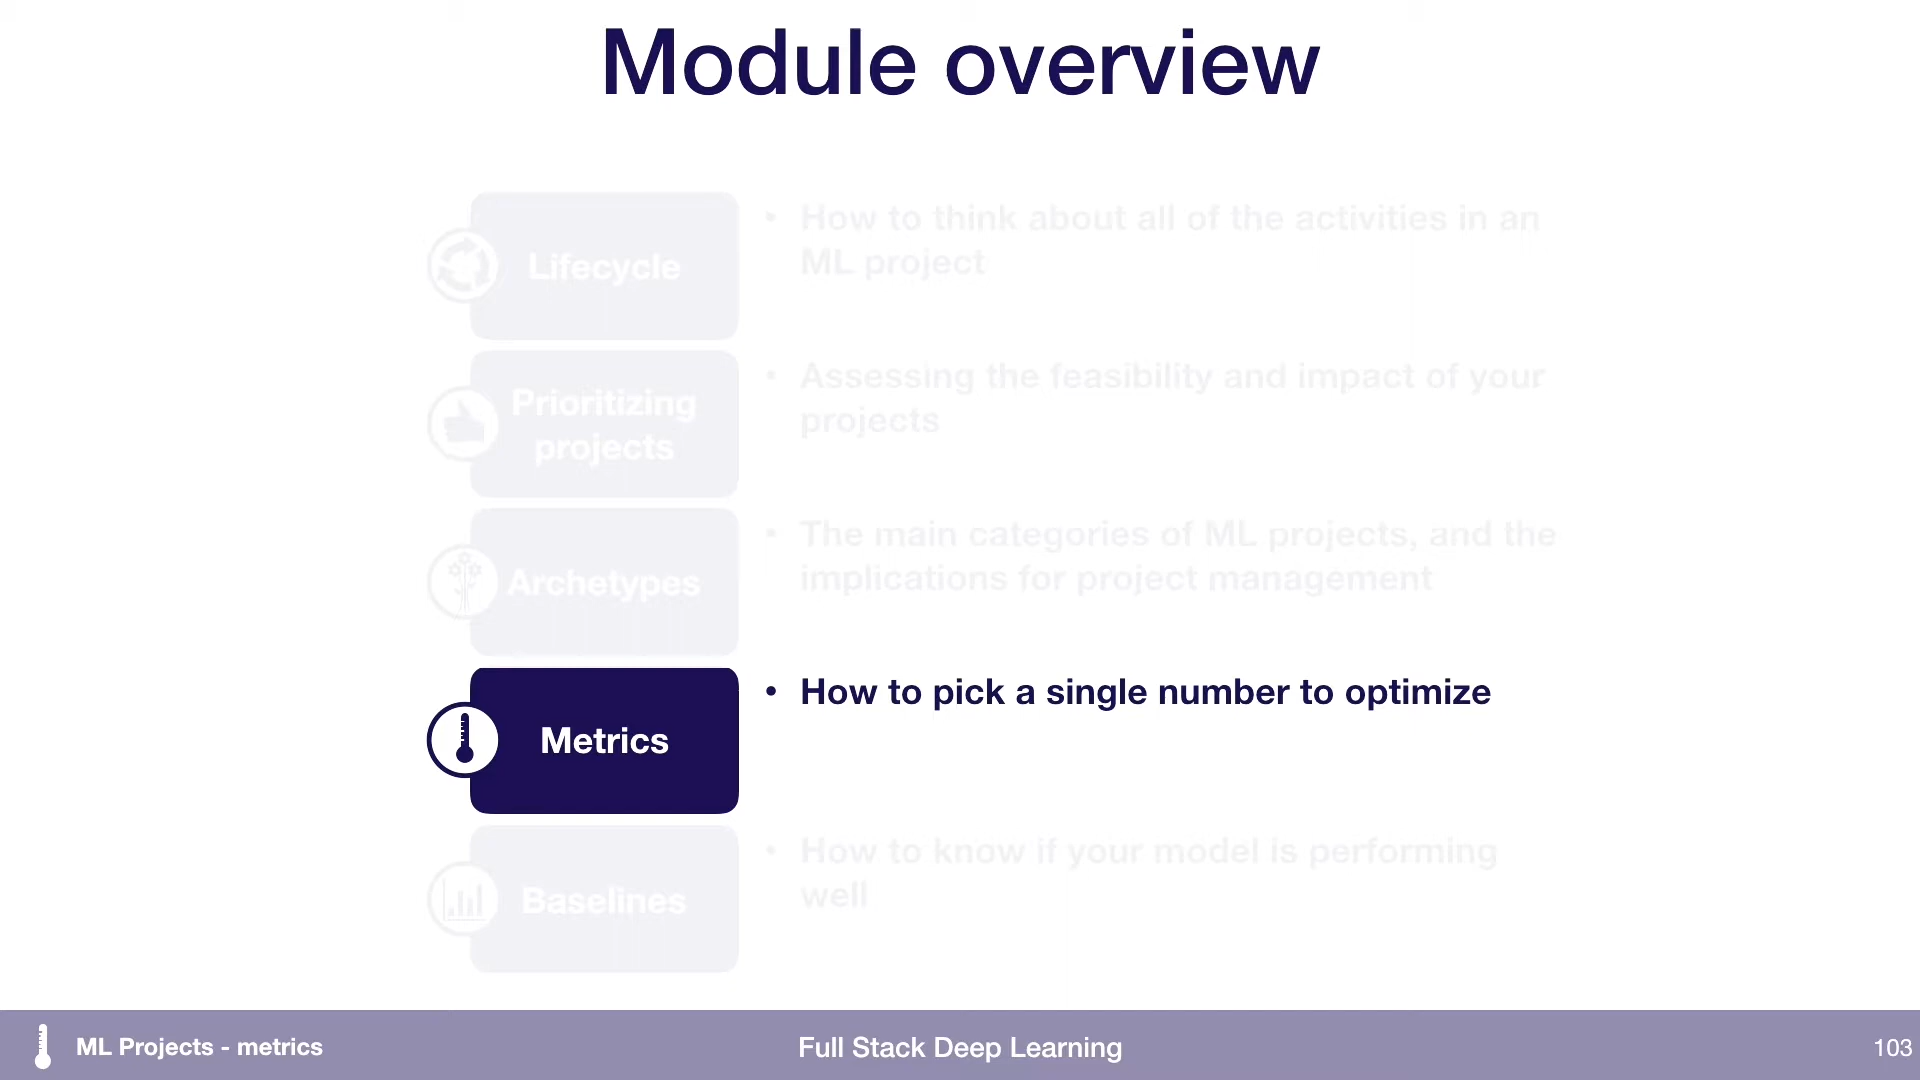 Module overview
Lifecycle
• How to think about all of the activities in an
ML project
Prioritizing
projects
• Assessing the feasibility and impact of your
projects
Archetypes
• The main categories of ML projects, and the
implications for project management
Metrics
• How to pick a single number to optimize
Baselines
• How to know if your model is performing
well
ML Projects - metrics
Full Stack Deep Learning
103